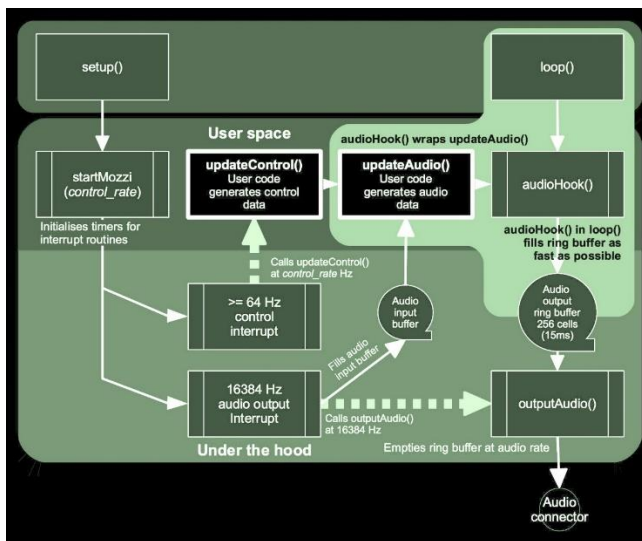 setup()
loop()
User space
audioHook() wraps updateAudio()
startMozzi
(control_rate)
updateControl()
User code
generates control
data
updateAudio()
User code
generates audio
data
audioHook()
Initialises timers for
interrupt routines
audioHook() in loop()
fills ring buffer as
fast as possible
Calls updateControl()
at control_rate Hz
>= 64 Hz
control
interrupt
Audio
input
buffer
Audio
output
ring buffer
256 cells
(15ms)
Fills audio
input buffer
16384 Hz
audio output
Interrupt
Calls outputAudio()
at 16384 Hz
outputAudio()
Under the hood
Empties ring buffer at audio rate
Audio
connector